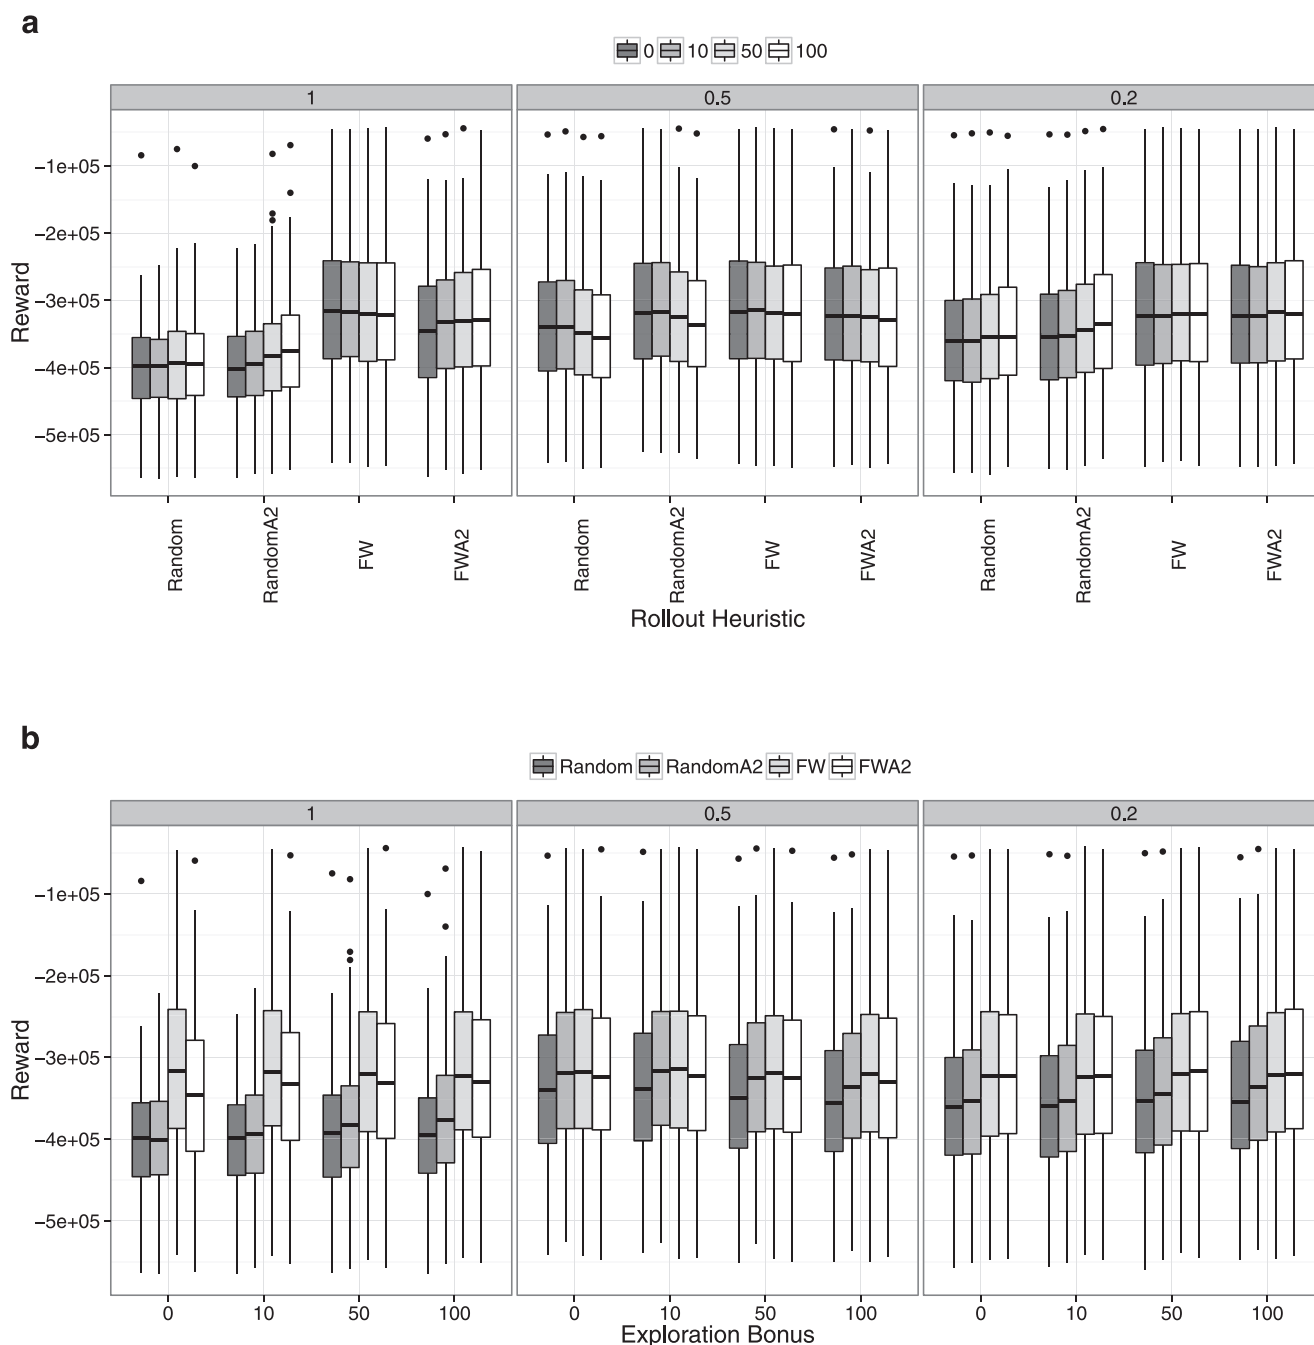 a
0 10 50 100
1 0.5 0.2
−1e+05
−2e+05
−3e+05
−4e+05
−5e+05
Reward
Random RandomA2 FW FWA2 Random RandomA2 FW FWA2 Random RandomA2 FW FWA2
Rollout Heuristic
b
Random RandomA2 FW FWA2
1 0.5 0.2
−1e+05
−2e+05
−3e+05
−4e+05
−5e+05
Reward
0 10 50 100 0 10 50 100 0 10 50 100
Exploration Bonus